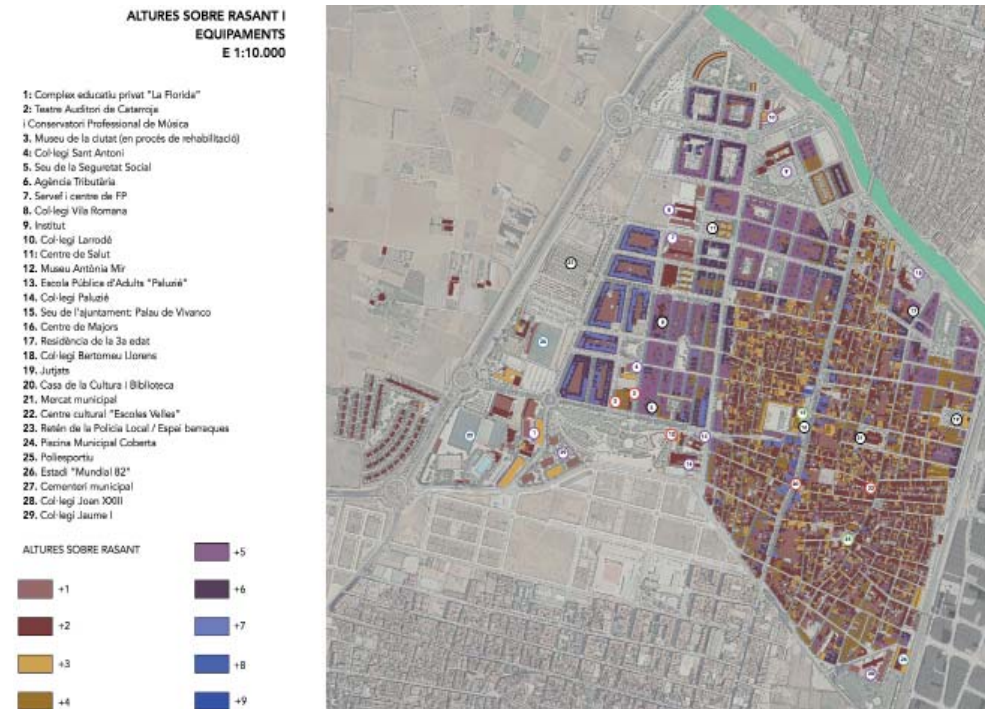 ALTURES SOBRE RASANT I
EQUIPAMENTS
E 1:10.000
1: Complex educatiu privat "La Florida"
2: Teatre Auditori de Catarroja
i Conservatori Professional de Música
3. Museu de la ciutat (en procés de rehabilitació)
4: Col·legi Sant Antoni
5. Seu de la Seguretat Social
6. Agència Tributària
7. Servef i centre de FP
8. Col·legi Vila Romana
9. Institut
10. Col·legi Larrodè
11: Centre de Salut
12. Museu Antònia Mir
13. Escola Pública d'Adults "Paluzié"
14. Col·legi Paluzié
15. Seu de l'ajuntament: Palau de Vivanco
16. Centre de Majors
17. Residència de la 3a edat
18. Col·legi Bertomeu Llorens
19. Jutjats
20. Casa de la Cultura i Biblioteca
21. Mercat municipal
22. Centre cultural "Escoles Velles"
23. Retén de la Policia Local / Espai barraques
24. Piscina Municipal Coberta
25. Poliesportiu
26. Estadi "Mundial 82"
27. Cementeri municipal
28. Col·legi Joan XXIII
29. Col·legi Jaume I
ALTURES SOBRE RASANT
+1
+2
+3
+4
+5
+6
+7
+8
+9